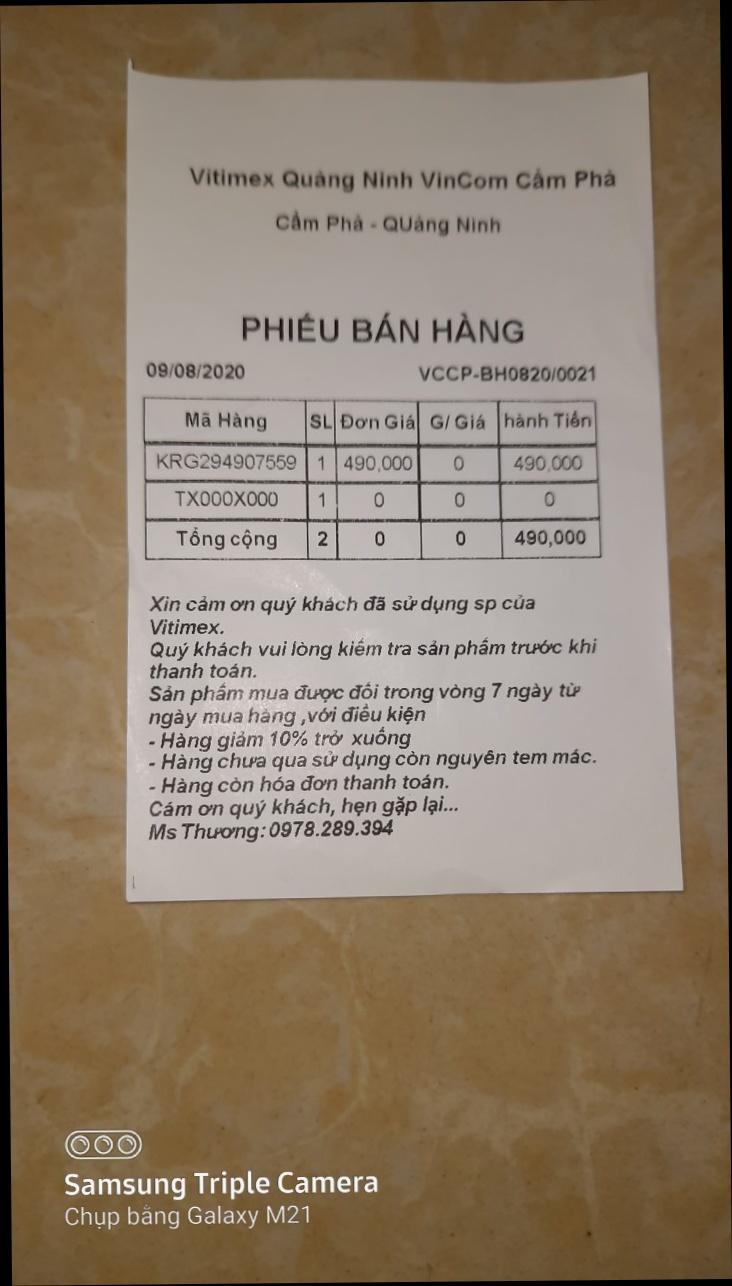 Vitimex Quảng Ninh VinCom Cẩm Phả
Cẩm Phả - QUảng Ninh
PHIẾU BÁN HÀNG
09/08/2020 VCCP-BH0820/0021
Mã Hàng SL Đơn Giá G/ Giá hành Tiền
KRG294907559 1 490,000 0 490,000
TX000X000 1 0 0 0
Tổng cộng 2 0 0 490,000
Xin cảm ơn quý khách đã sử dụng sp của
Vitimex.
Quý khách vui lòng kiểm tra sản phẩm trước khi
thanh toán.
Sản phẩm mua được đổi trong vòng 7 ngày từ
ngày mua hàng ,với điều kiện
- Hàng giảm 10% trở xuống
- Hàng chưa qua sử dụng còn nguyên tem mác.
- Hàng còn hóa đơn thanh toán.
Cám ơn quý khách, hẹn gặp lại...
Ms Thương: 0978.289.394
Samsung Triple Camera
Chụp bằng Galaxy M21